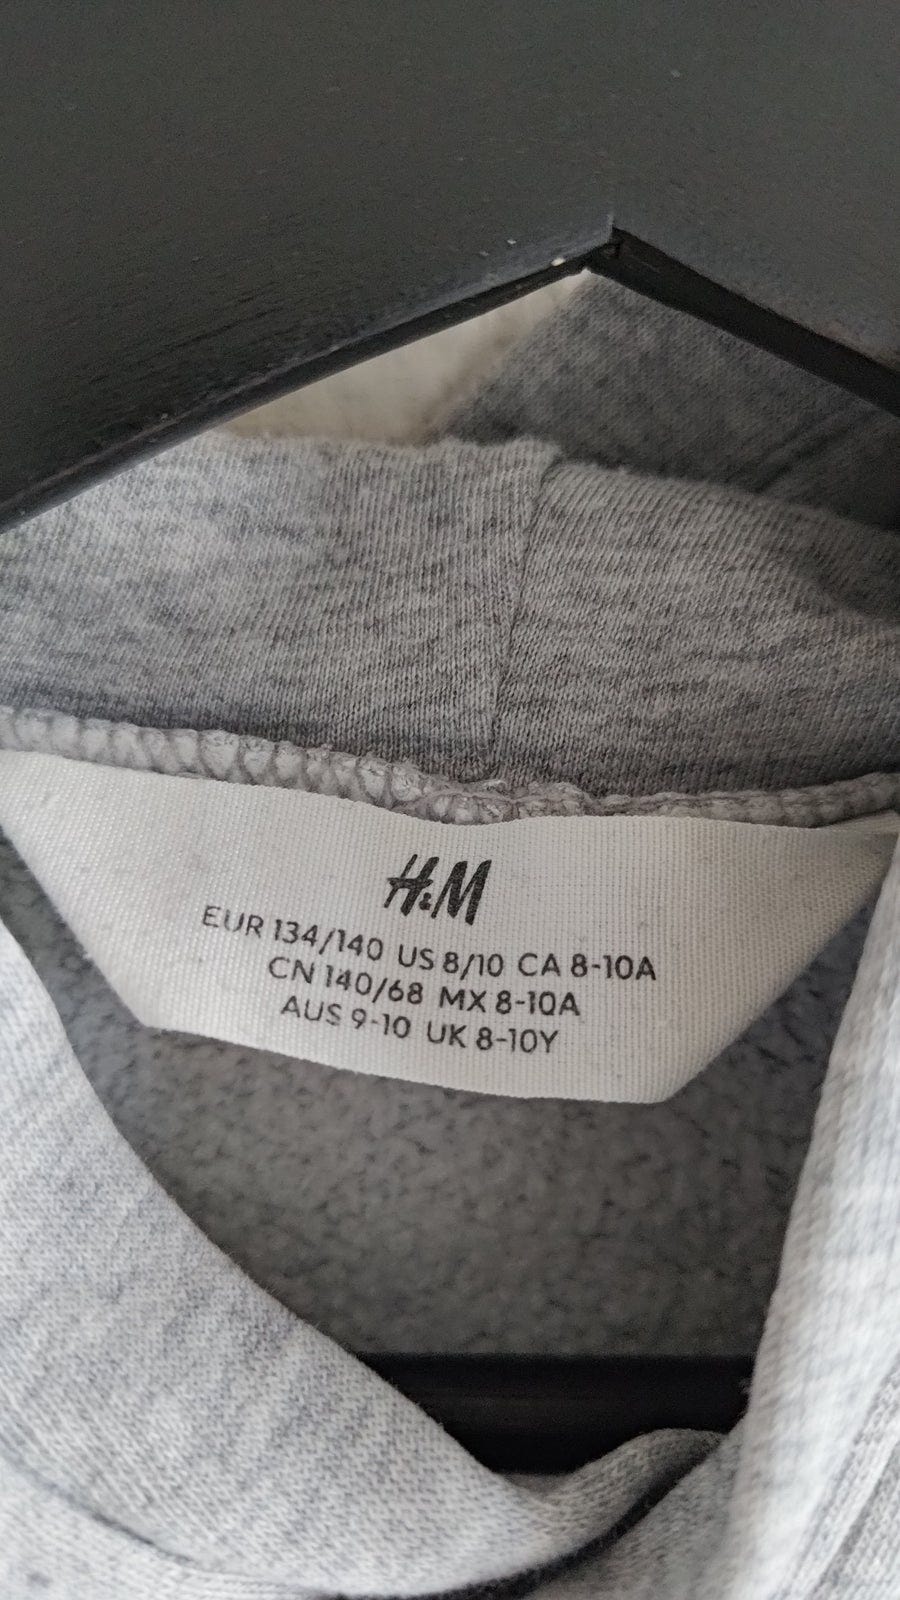 H&M
EUR 134/140 US 8/10 CA 8-10A
CN 140/68 MX 8-10A
AUS 9-10 UK 8-10Y